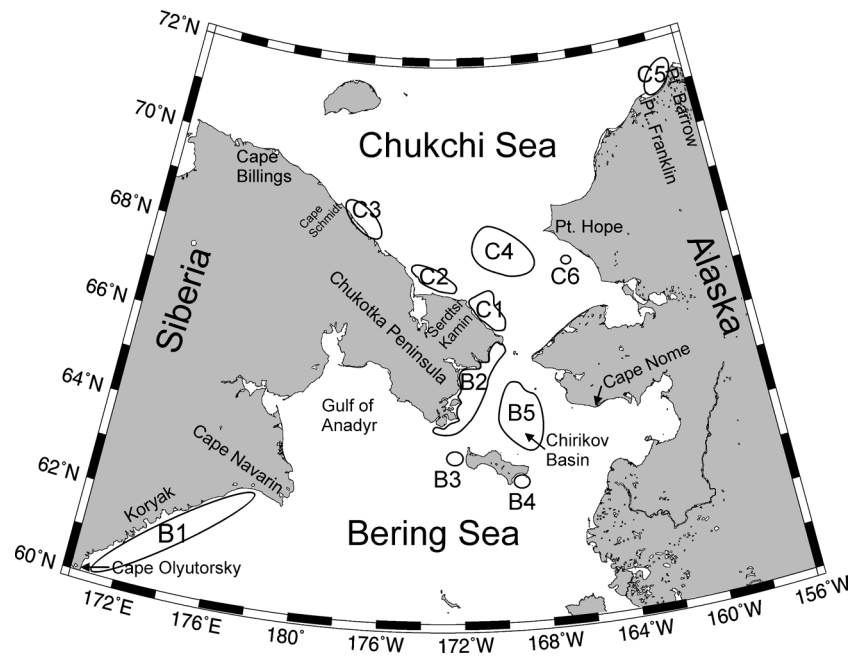 72˚N
70˚N
68˚N
66˚N
64˚N
62˚N
60˚N
172˚E
176˚E
180˚
176˚W
172˚W
168˚W
164˚W
160˚W
156˚W
C5
Pt. Barrow
Pt. Franklin
Chukchi Sea
Cape
Billings
Cape
Schmidt
C3
C4
Pt. Hope
C6
C2
C1
Serdtse
Kamin
Chukotka Peninsula
Siberia
Alaska
B2
Cape Nome
B5
Gulf of
Anadyr
Chirikov
Basin
B3
B4
Cape Navarin
Koryak
B1
Bering Sea
Cape Olyutorsky